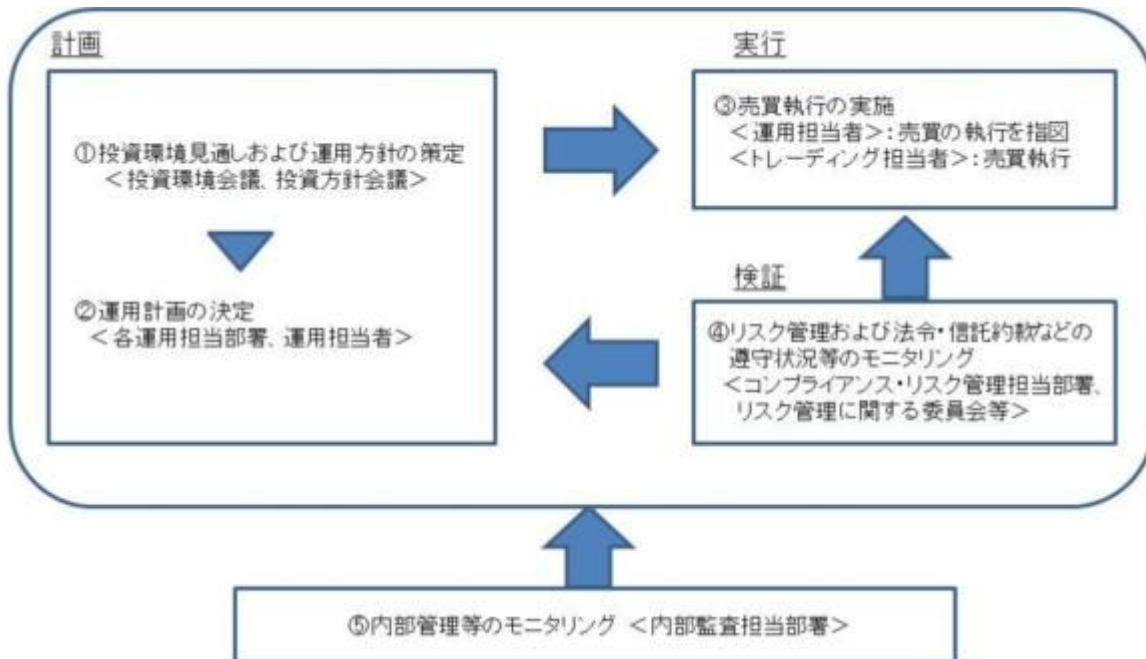 計画
①投資環境見通しおよび運用方針の策定
＜投資環境会議、投資方針会議＞
②運用計画の決定
＜各運用担当部署、運用担当者＞
実行
③売買執行の実施
＜運用担当者＞：売買の執行を指図
＜トレーディング担当者＞：売買執行
検証
④リスク管理および法令・信託約款などの
遵守状況等のモニタリング
＜コンプライアンス・リスク管理担当部署、
リスク管理に関する委員会等＞
⑤内部管理等のモニタリング ＜内部監査担当部署＞